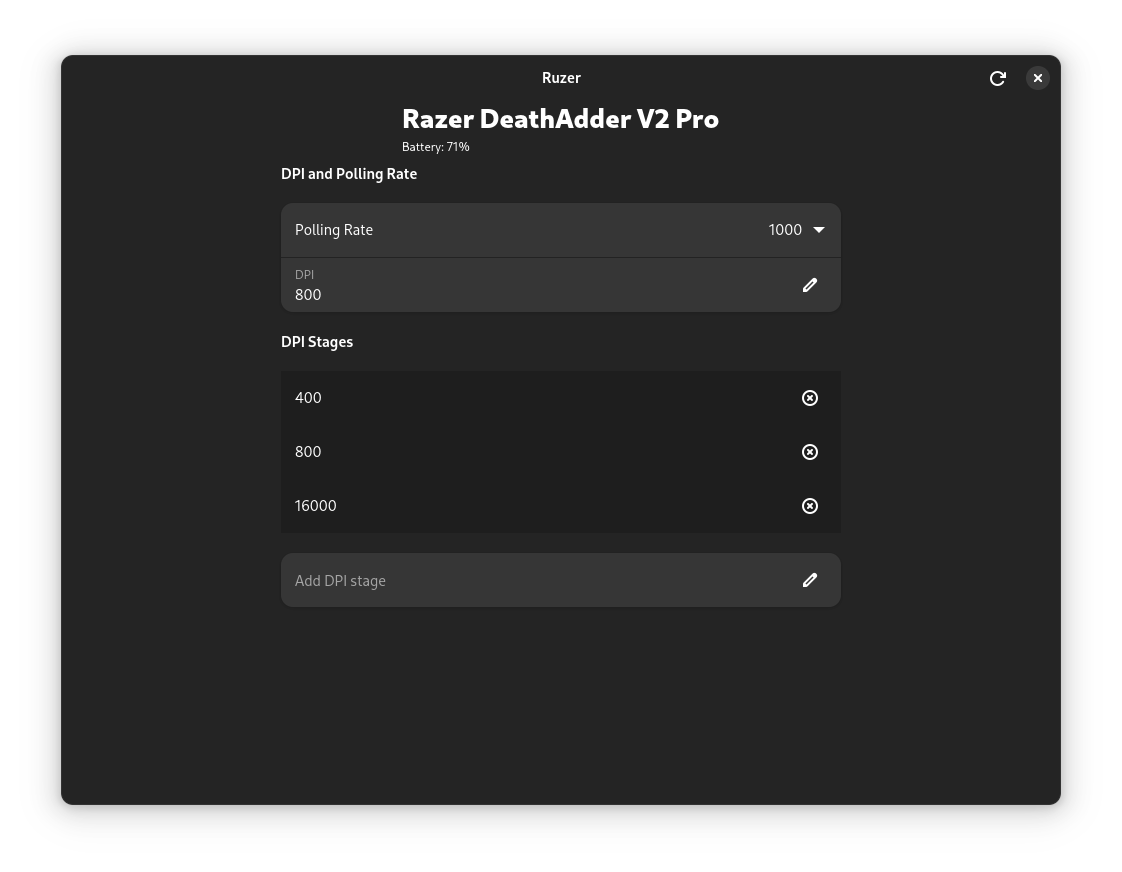 Ruzer
Razer DeathAdder V2 Pro
Battery: 71%
DPI and Polling Rate
Polling Rate 1000
DPI
800
DPI Stages
400
800
16000
Add DPI stage